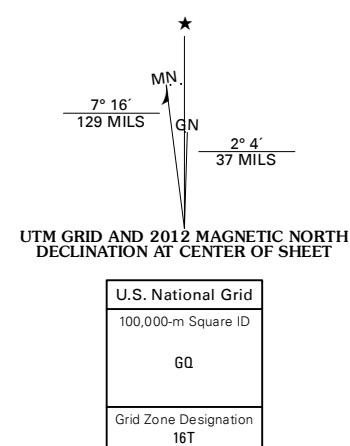 ★
MN
7° 16´
129 MILS
GN
2° 4´
37 MILS
UTM GRID AND 2012 MAGNETIC NORTH
DECLINATION AT CENTER OF SHEET
U.S. National Grid
100,000-m Square ID
GQ
Grid Zone Designation
16T